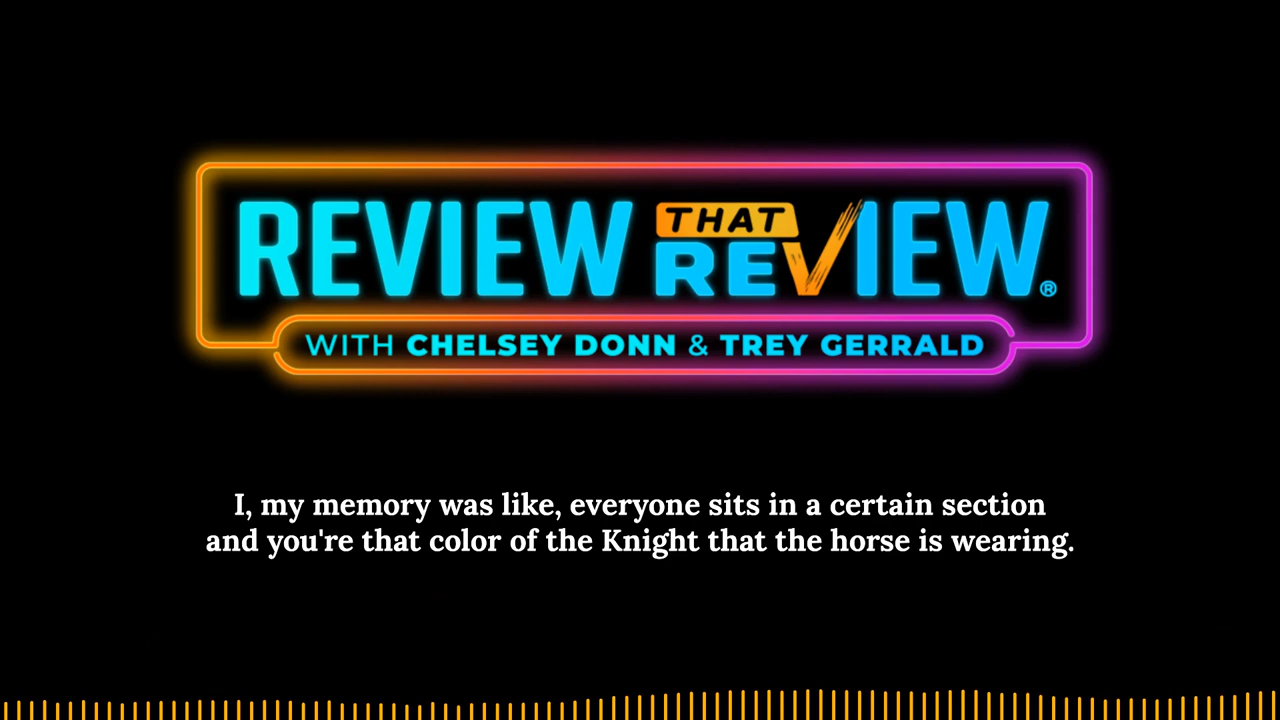 REVIEW THAT REVIEW®
WITH CHELSEY DONN & TREY GERRALD
I, my memory was like, everyone sits in a certain section
and you're that color of the Knight that the horse is wearing.